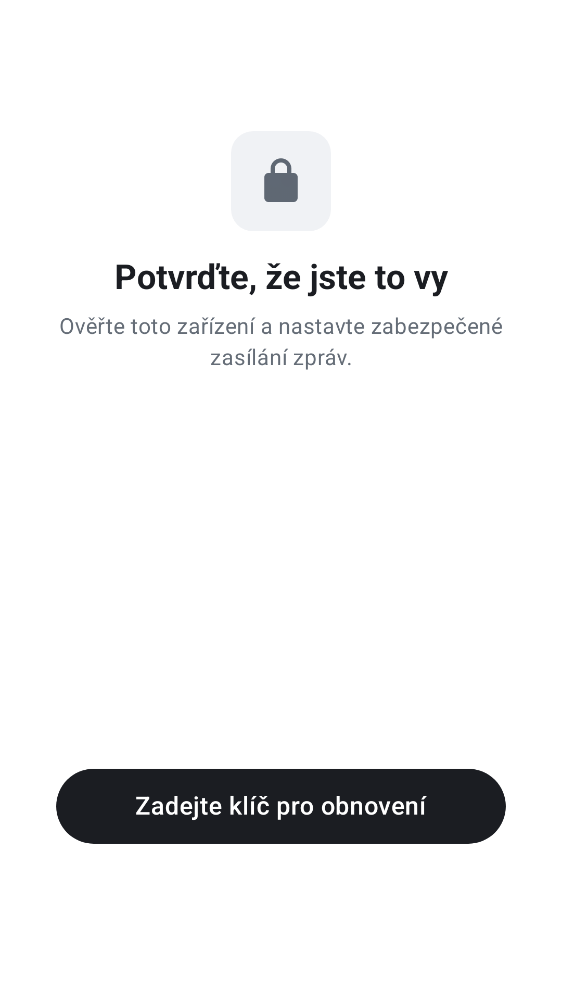 Potvrďte, že jste to vy
Ověřte toto zařízení a nastavte zabezpečené
zasílání zpráv.
Zadejte klíč pro obnovení